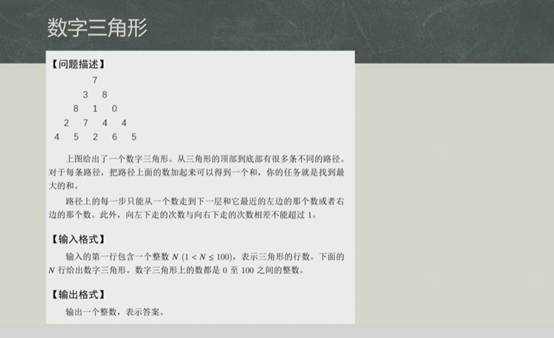 数字三角形
【问题描述】
7
3 8
8 1 0
2 7 4 4
4 5 2 6 5
上图给出了一个数字三角形。从三角形的顶部到底部有很多条不同的路径。
对于每条路径，把路径上面的数加起来可以得到一个和，你的任务就是找到最
大的和。
路径上的每一步只能从一个数走到下一层和它最近的左边的那个数或者右
边的那个数。此外，向左下走的次数与向右下走的次数相差不能超过 1。
【输入格式】
输入的第一行包含一个整数 N (1 < N ≤ 100)，表示三角形的行数。下面的
N 行给出数字三角形。数字三角形上的数都是 0 至 100 之间的整数。
【输出格式】
输出一个整数，表示答案。